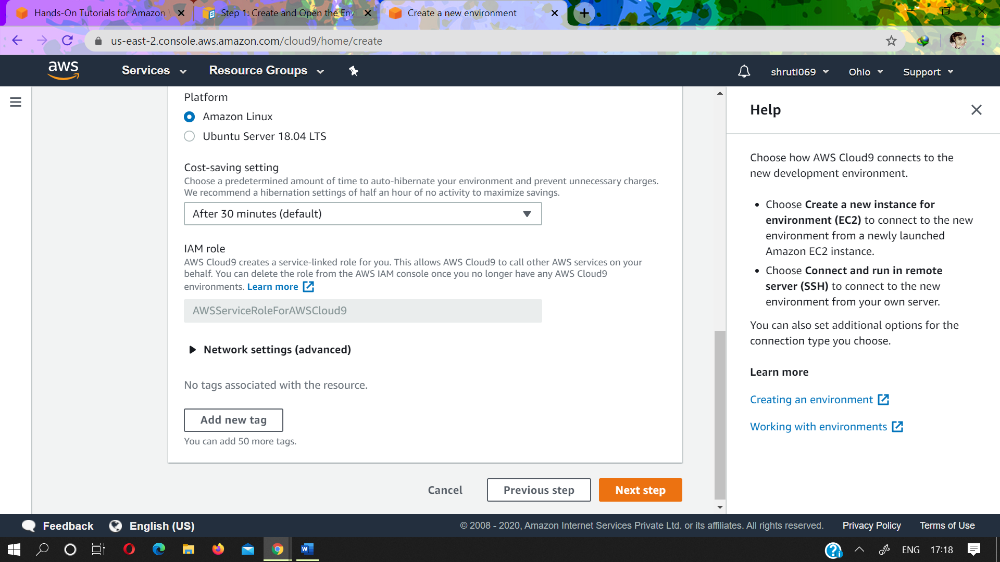 Hands-On Tutorials for Amazon
Step 1: Create and Open the Envi
Create a new environment
us-east-2.console.aws.amazon.com/cloud9/home/create
aws
Services
Resource Groups
shruti069
Ohio
Support
Platform
Amazon Linux
Ubuntu Server 18.04 LTS
Cost-saving setting
Choose a predetermined amount of time to auto-hibernate your environment and prevent unnecessary charges.
We recommend a hibernation settings of half an hour of no activity to maximize savings.
After 30 minutes (default)
IAM role
AWS Cloud9 creates a service-linked role for you. This allows AWS Cloud9 to call other AWS services on your
behalf. You can delete the role from the AWS IAM console once you no longer have any AWS Cloud9
environments. Learn more
AWSServiceRoleForAWSCloud9
Network settings (advanced)
No tags associated with the resource.
Add new tag
You can add 50 more tags.
Cancel
Previous step
Next step
Help
Choose how AWS Cloud9 connects to the
new development environment.
• Choose Create a new instance for
environment (EC2) to connect to the new
environment from a newly launched
Amazon EC2 instance.
• Choose Connect and run in remote
server (SSH) to connect to the new
environment from your own server.
You can also set additional options for the
connection type you choose.
Learn more
Creating an environment
Working with environments
Feedback
English (US)
© 2008 - 2020, Amazon Internet Services Private Ltd. or its affiliates. All rights reserved.
Privacy Policy
Terms of Use
ENG
17:18